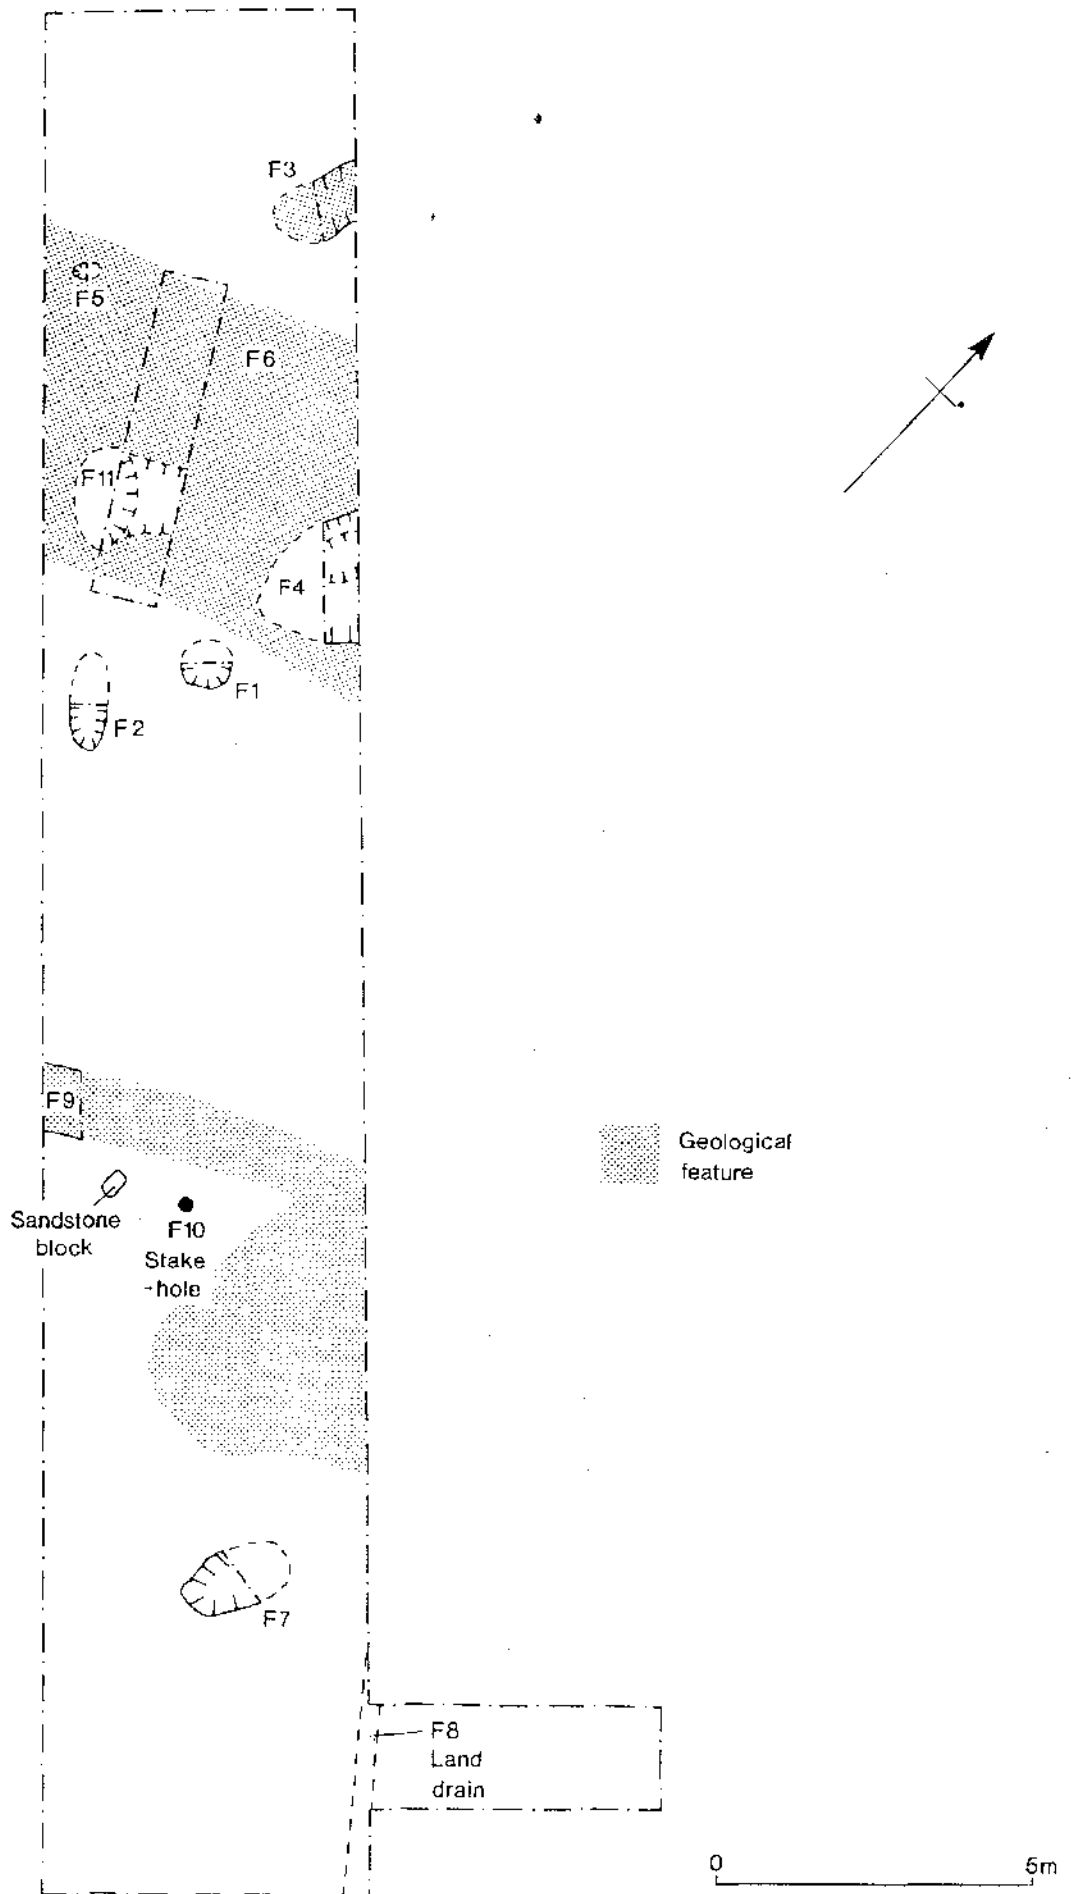 F3
F5
F6
F11
F4
F1
F2
F9
Geological
feature
Sandstone
block
F10
Stake
-hole
F7
F8
Land
drain
0 5m